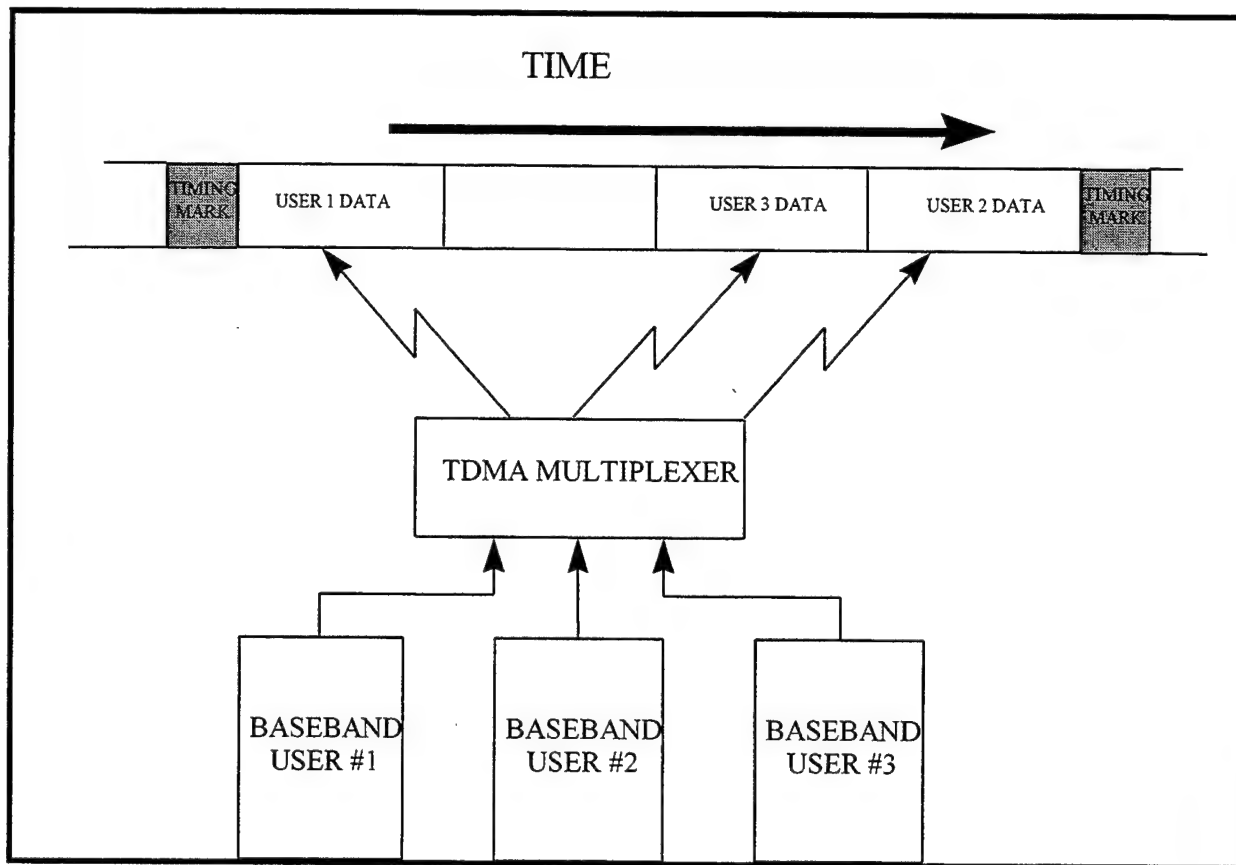 TIME
TIMING
MARK
USER 1 DATA
USER 3 DATA
USER 2 DATA
TIMING
MARK
TDMA MULTIPLEXER
BASEBAND
USER #1
BASEBAND
USER #2
BASEBAND
USER #3